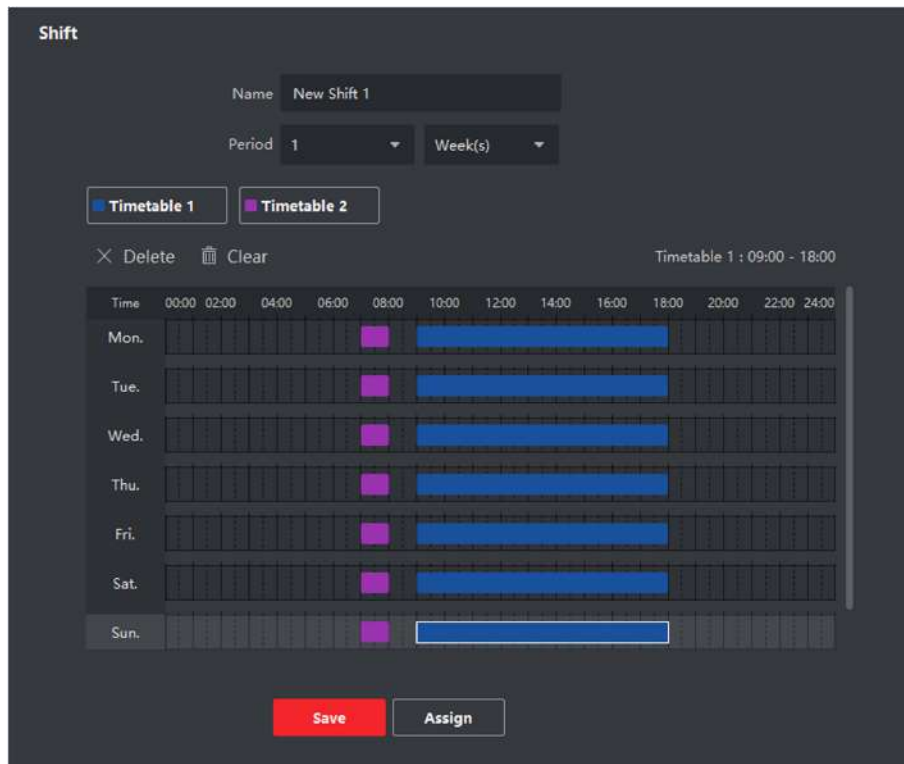 Shift
Name New Shift 1
Period 1 Week(s)
Timetable 1 Timetable 2
Delete Clear Timetable 1 : 09:00 - 18:00
Time 00:00 02:00 04:00 06:00 08:00 10:00 12:00 14:00 16:00 18:00 20:00 22:00 24:00
Mon.
Tue.
Wed.
Thu.
Fri.
Sat.
Sun.
Save Assign